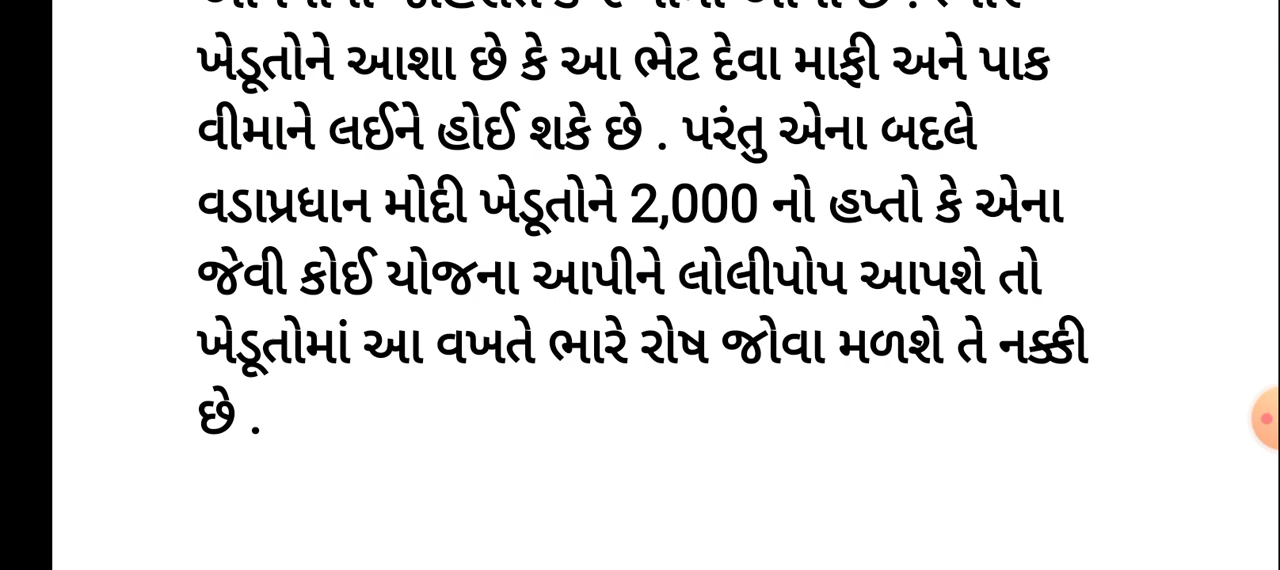 ખેડૂતોને આશા છે કે આ ભેટ દેવા માફી અને પાક
વીમાને લઈને હોઈ શકે છે . પરંતુ એના બદલે
વડાપ્રધાન મોદી ખેડૂતોને 2,000 નો હપ્તો કે એના
જેવી કોઈ યોજના આપીને લોલીપોપ આપશે તો
ખેડૂતોમાં આ વખતે ભારે રોષ જોવા મળશે તે નક્કી
છે .